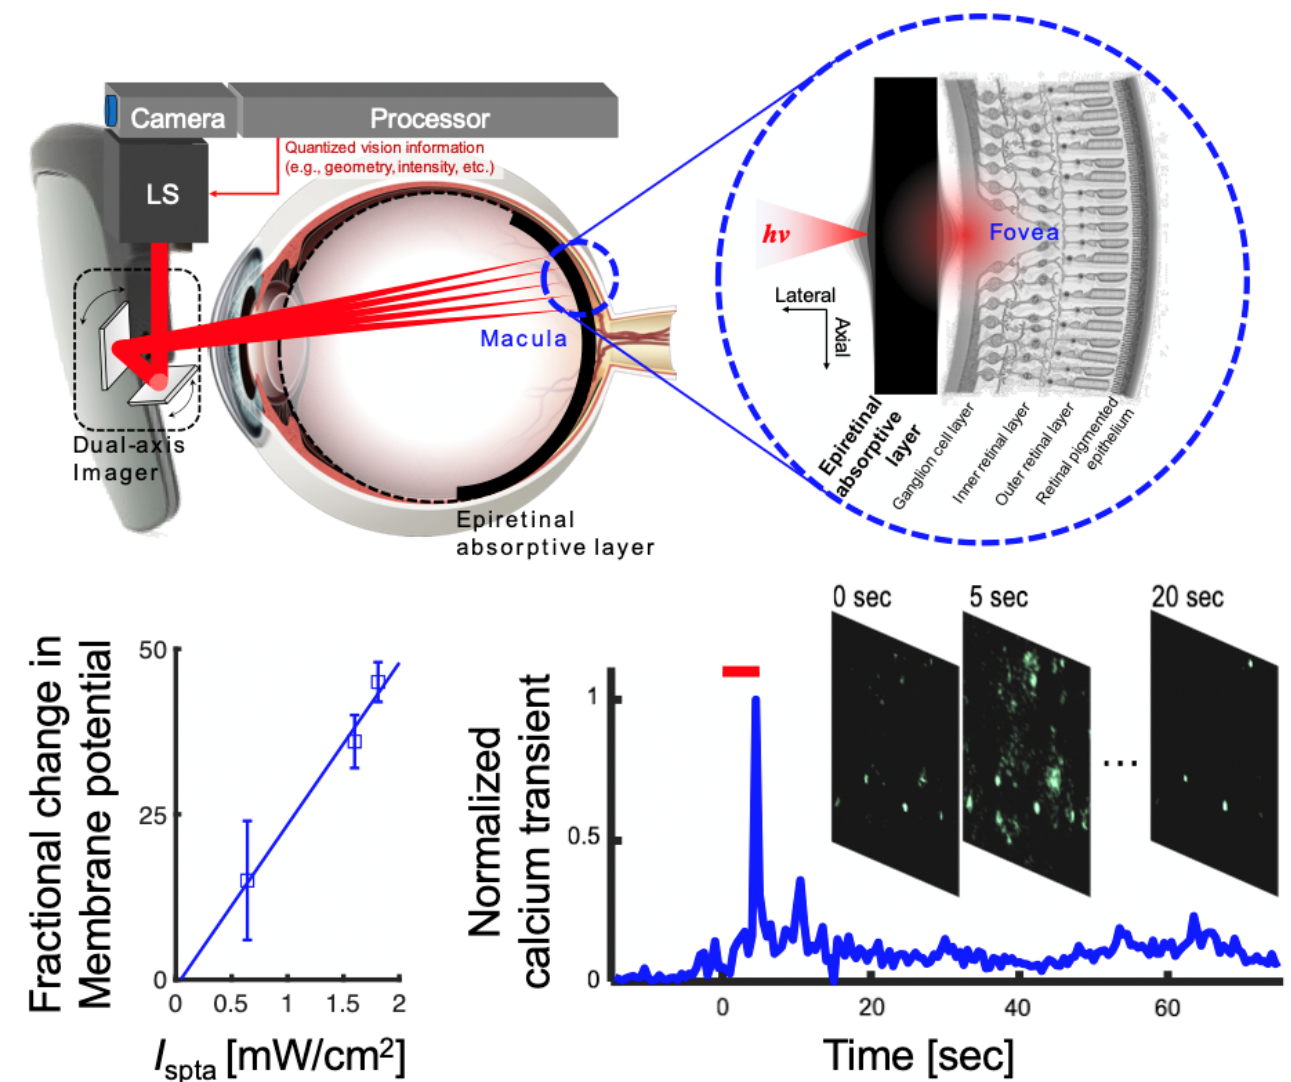 Camera
Processor
Quantized vision information
(e.g., geometry, intensity, etc.)
LS
Dual-axis
Imager
Macula
Epiretinal
absorptive layer
hν
Fovea
Lateral
Axial
Epiretinal
absorptive
layer
Ganglion cell layer
Inner retinal layer
Outer retinal layer
Retinal pigmented
epithelium
Fractional change in
Membrane potential
50
25
0
0
0.5
1
1.5
2
Ispta [mW/cm²]
Normalized
calcium transient
1
0.5
0
0
20
40
60
Time [sec]
0 sec
5 sec
...
20 sec